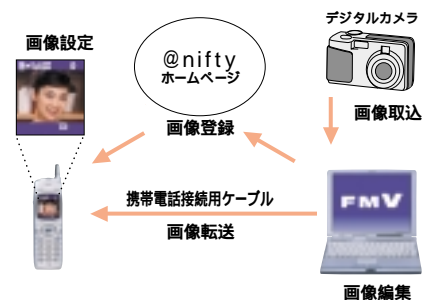 デジタルカメラ
画像設定
@nifty
ホームページ
画像取込
画像登録
携帯電話接続用ケーブル
画像転送
FMV
画像編集